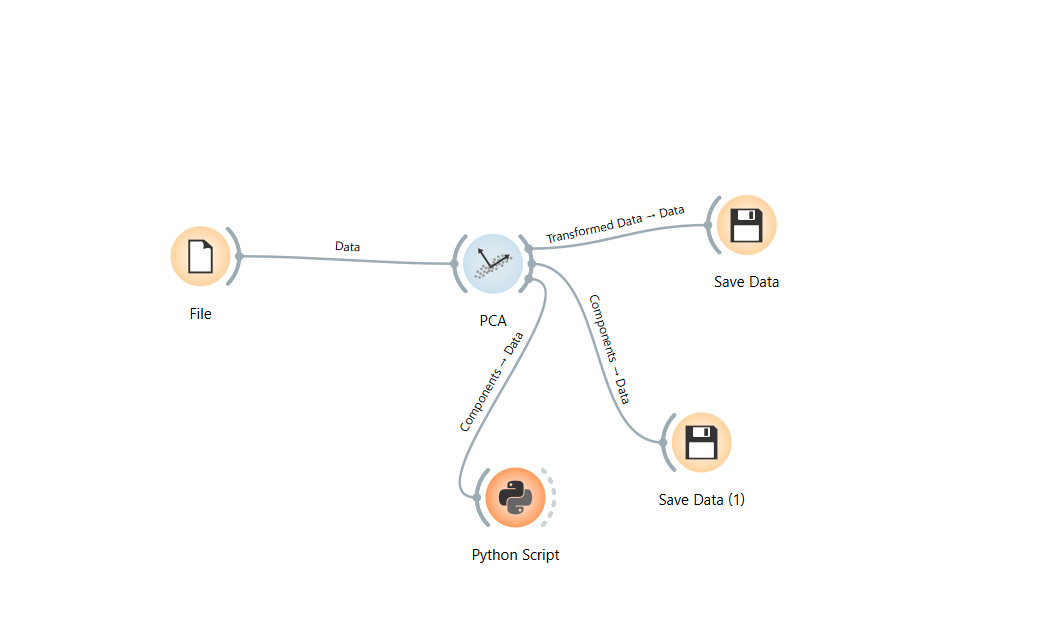 Data
File
PCA
Transformed Data → Data
Save Data
Components → Data
Save Data (1)
Components → Data
Python Script